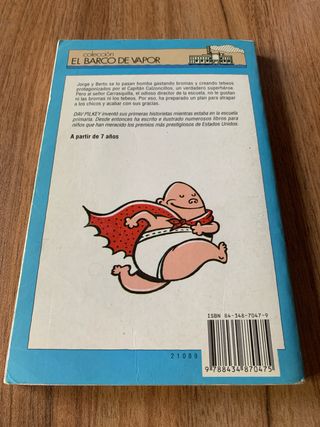 colección
EL BARCO DE VAPOR
Jorge y Berto se lo pasan bomba gastando bromas y creando tebeos
protagonizados por el Capitán Calzoncillos, un verdadero superhéroe.
Pero al señor Carrasquilla, el odioso director de la escuela, no le gustan
ni las bromas ni los tebeos. Por eso, ha preparado un plan para atrapar
a los chicos y acabar con sus gracias.
DAV PILKEY inventó sus primeras historietas mientras estaba en la escuela
primaria. Desde entonces ha escrito e ilustrado numerosos libros para
niños que han merecido los premios más prestigiosos de Estados Unidos.
A partir de 7 años
ISBN 84-348-7047-9
21088
9 788434 870475